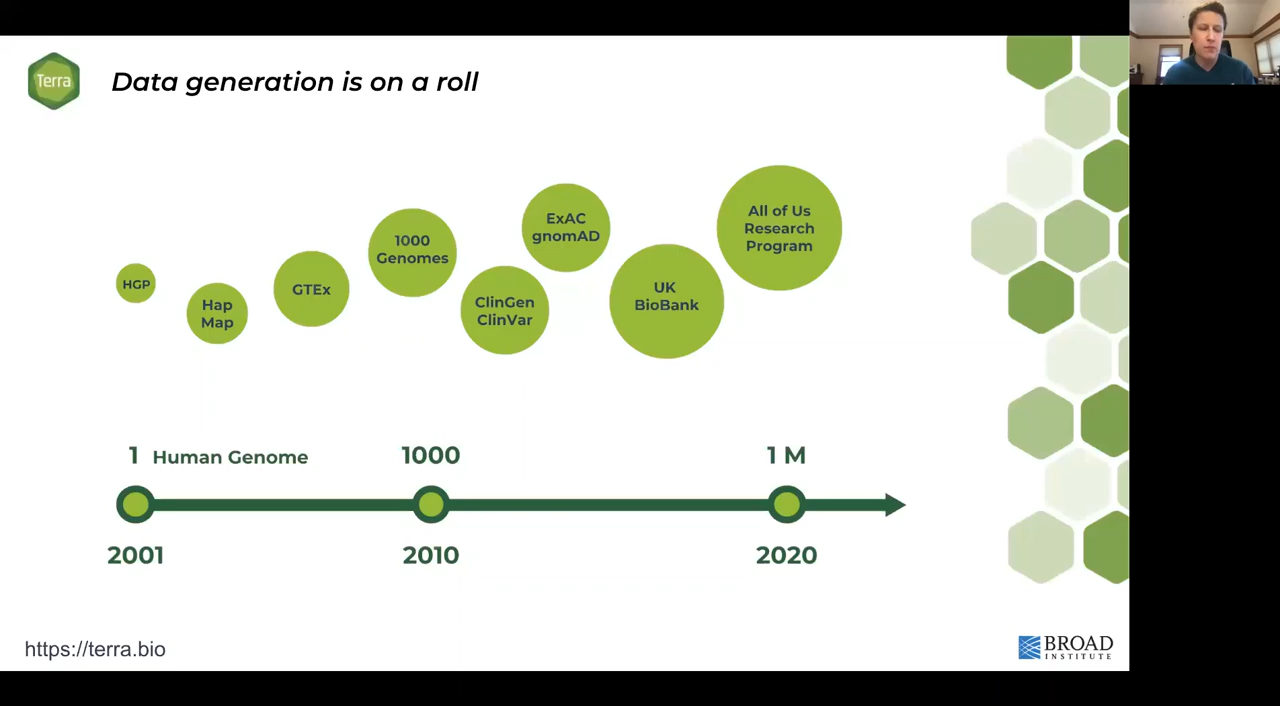 Terra
Data generation is on a roll
HGP
Hap
Map
GTEx
1000
Genomes
ClinGen
ClinVar
ExAC
gnomAD
UK
BioBank
All of Us
Research
Program
1 Human Genome
1000
1 M
2001
2010
2020
https://terra.bio
BROAD
INSTITUTE